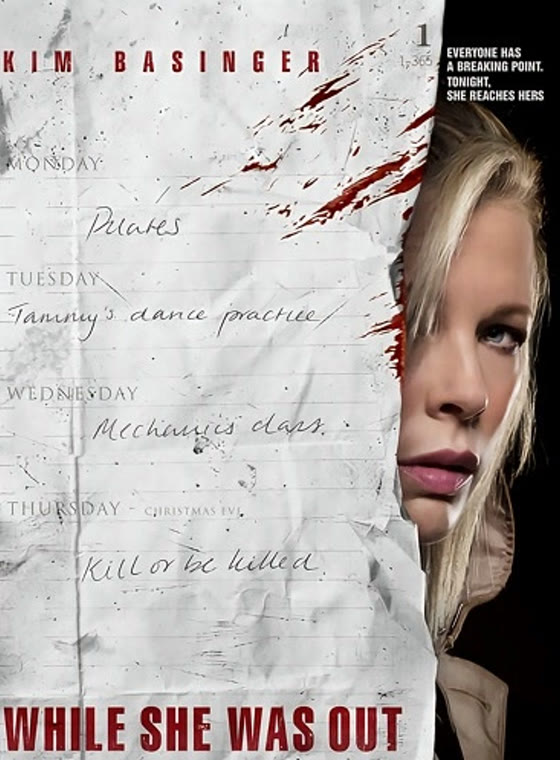 KIM BASINGER
1
1-365
EVERYONE HAS
A BREAKING POINT.
TONIGHT,
SHE REACHES HERS
MONDAY
Pilates
TUESDAY
Tammy's dance practice
WEDNESDAY
Mechanics class
THURSDAY - CHRISTMAS EVE
Kill or be killed
WHILE SHE WAS OUT